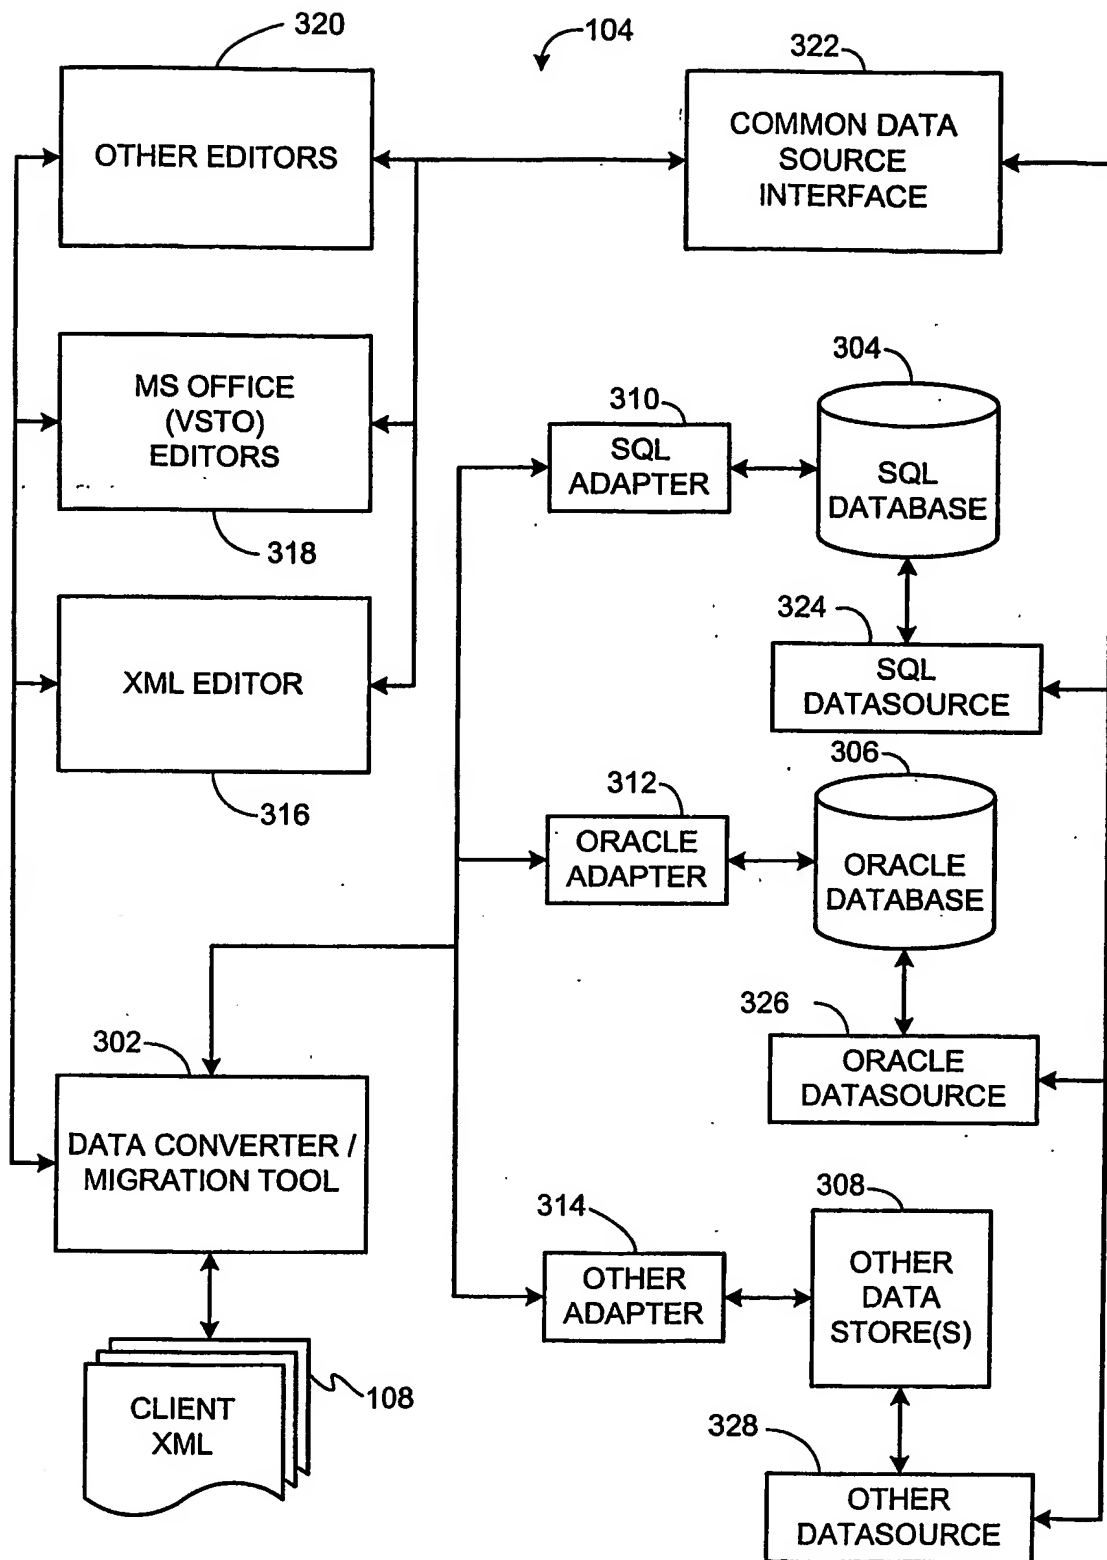 320
104
322
OTHER EDITORS
COMMON DATA
SOURCE
INTERFACE
MS OFFICE
(VSTO)
EDITORS
318
304
310
SQL
ADAPTER
SQL
DATABASE
324
SQL
DATASOURCE
XML EDITOR
316
306
312
ORACLE
ADAPTER
ORACLE
DATABASE
326
ORACLE
DATASOURCE
302
DATA CONVERTER /
MIGRATION TOOL
308
314
OTHER
ADAPTER
OTHER
DATA
STORE(S)
CLIENT
XML
108
328
OTHER
DATASOURCE